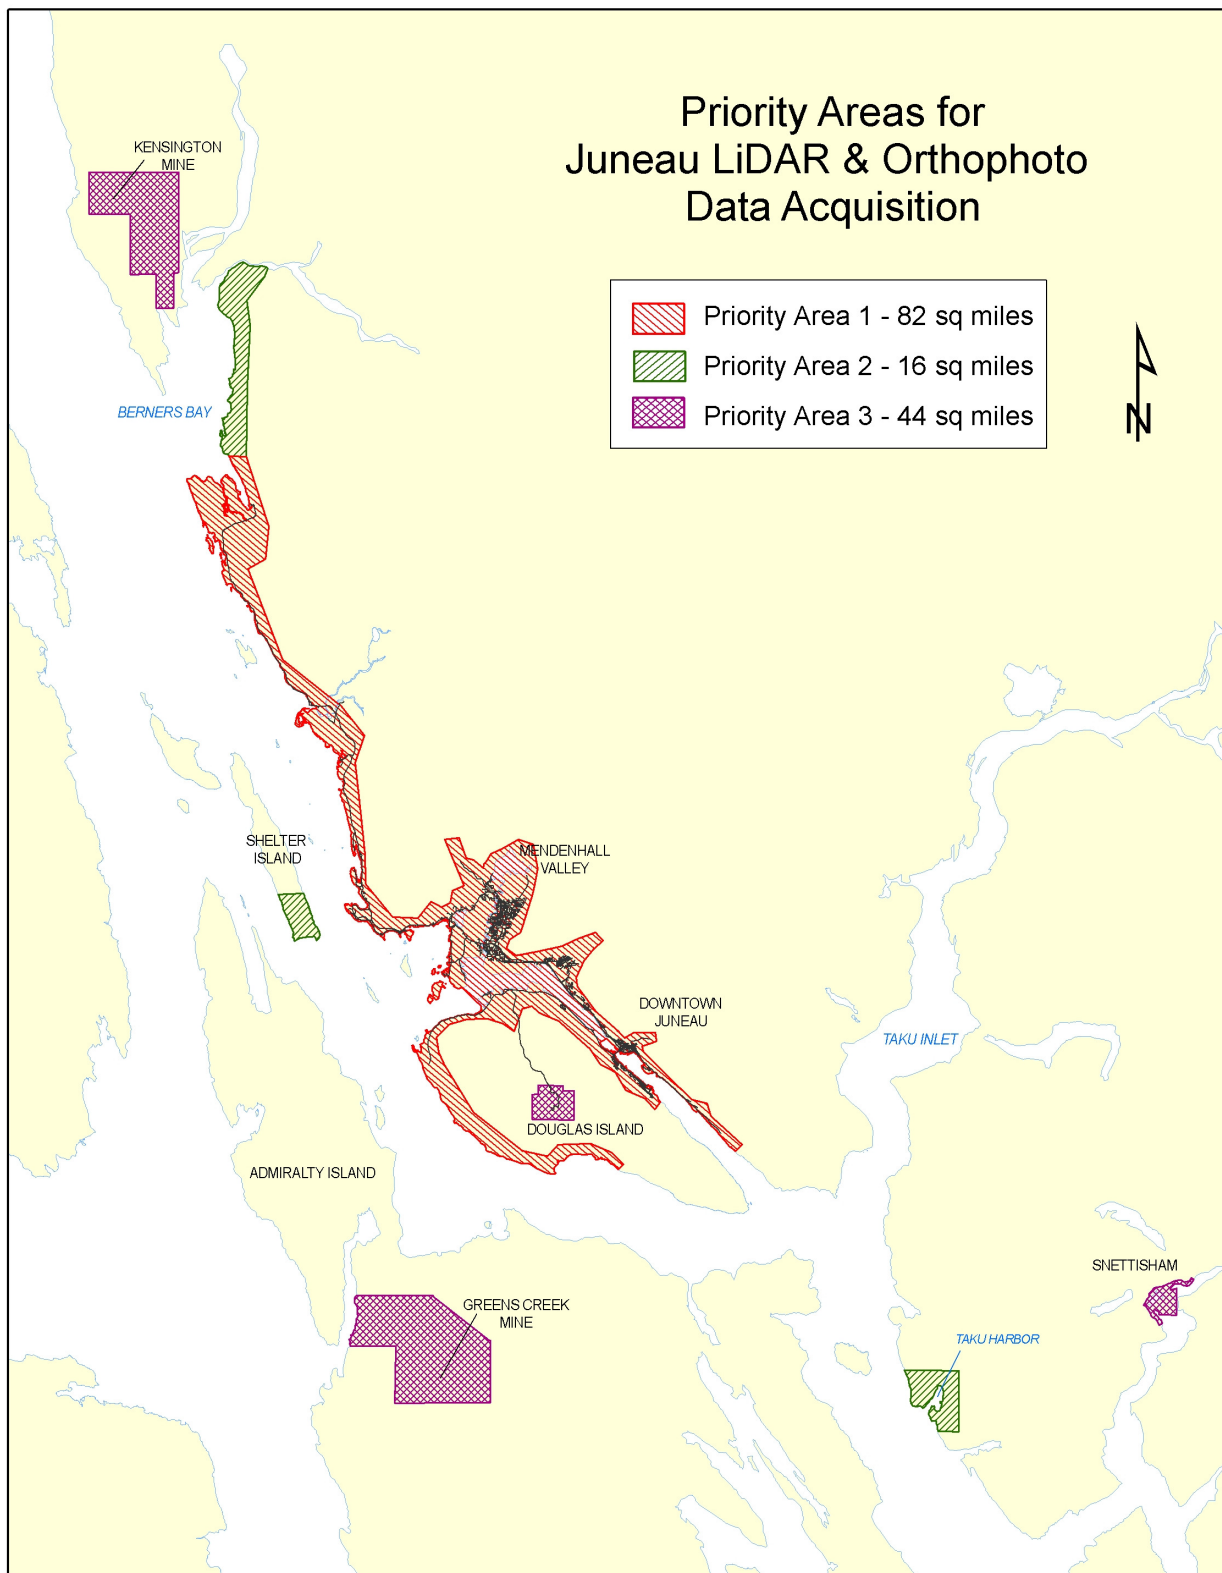 Priority Areas for
Juneau LiDAR & Orthophoto
Data Acquisition
KENSINGTON
MINE
Priority Area 1 - 82 sq miles
Priority Area 2 - 16 sq miles
Priority Area 3 - 44 sq miles
N
BERNERS BAY
SHELTER
ISLAND
MENDENHALL
VALLEY
DOWNTOWN
JUNEAU
TAKU INLET
DOUGLAS ISLAND
ADMIRALTY ISLAND
SNETTISHAM
GREENS CREEK
MINE
TAKU HARBOR